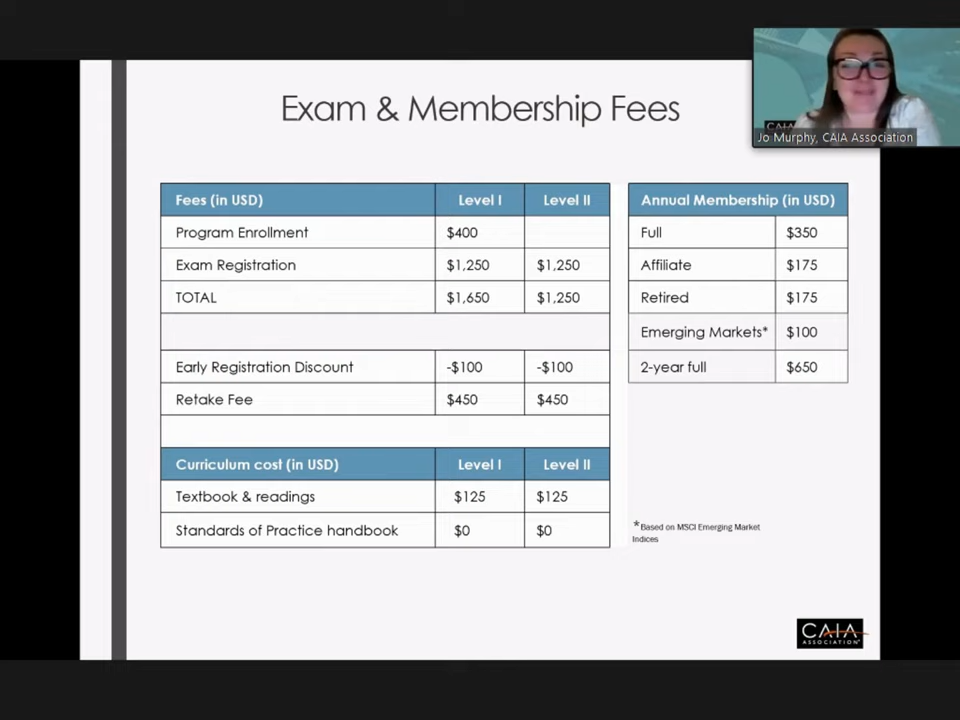 Exam & Membership Fees
CAIA
Jo Murphy, CAIA Association
Fees (in USD) Level I Level II
Program Enrollment $400
Exam Registration $1,250 $1,250
TOTAL $1,650 $1,250
Early Registration Discount -$100 -$100
Retake Fee $450 $450
Curriculum cost (in USD) Level I Level II
Textbook & readings $125 $125
Standards of Practice handbook $0 $0
Annual Membership (in USD)
Full $350
Affiliate $175
Retired $175
Emerging Markets* $100
2-year full $650
*Based on MSCI Emerging Market
Indices
CAIA
ASSOCIATION®